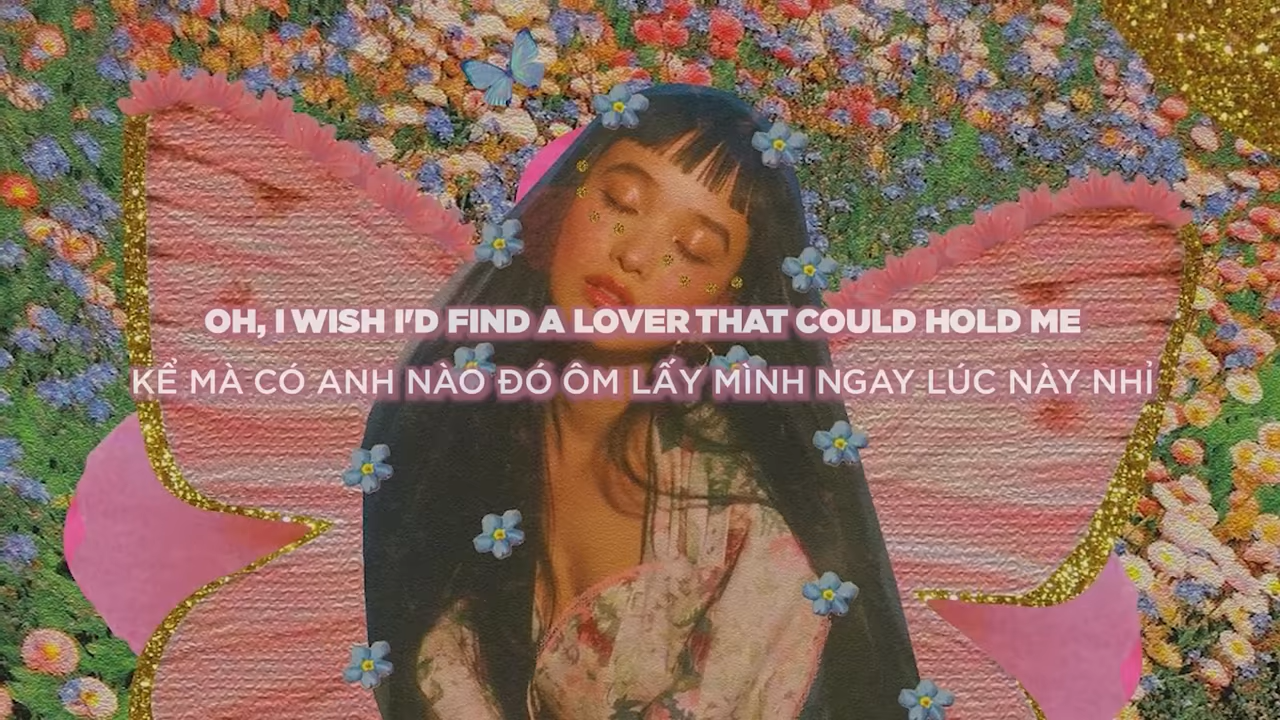 OH, I WISH I'D FIND A LOVER THAT COULD HOLD ME
KỂ MÀ CÓ ANH NÀO ĐÓ ÔM LẤY MÌNH NGAY LÚC NÀY NHỈ